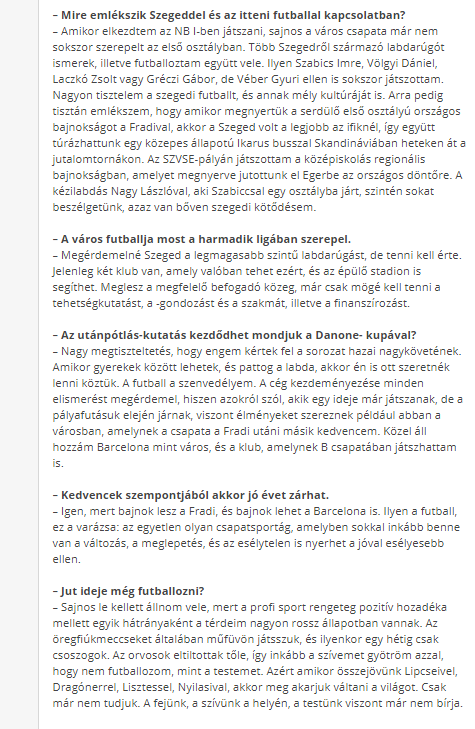 – Mire emlékszik Szegeddel és az itteni futballal kapcsolatban?
– Amikor elkezdtem az NB I-ben játszani, sajnos a város csapata már nem
sokszor szerepelt az első osztályban. Több Szegedről származó labdarúgót
ismerek, illetve futballoztam együtt vele. Ilyen Szabics Imre, Völgyi Dániel,
Laczkó Zsolt vagy Gréczi Gábor, de Véber Gyuri ellen is sokszor játszottam.
Nagyon tisztelem a szegedi futballt, és annak mély kultúráját is. Arra pedig
tisztán emlékszem, hogy amikor megnyertük a serdülő első osztályú országos
bajnokságot a Fradival, akkor a Szeged volt a legjobb az ifiknél, így együtt
túrázhattunk egy közepes állapotú Ikarus busszal Skandináviában heteken át a
jutalomtornákon. Az SZVSE-pályán játszottam a középiskolás regionális
bajnokságban, amelyet megnyerve jutottunk el Egerbe az országos döntőre. A
kézilabdás Nagy Lászlóval, aki Szabiccsal egy osztályba járt, szintén sokat
beszélgetünk, azaz van bőven szegedi kötődésem.
– A város futballja most a harmadik ligában szerepel.
– Megérdemelné Szeged a legmagasabb szintű labdarúgást, de tenni kell érte.
Jelenleg két klub van, amely valóban tehet ezért, és az épülő stadion is
segíthet. Meglesz a megfelelő befogadó közeg, már csak mögé kell tenni a
tehetségkutatást, a -gondozást és a szakmát, illetve a finanszírozást.
– Az utánpótlás-kutatás kezdődhet mondjuk a Danone- kupával?
– Nagy megtiszteltetés, hogy engem kértek fel a sorozat hazai nagykövetének.
Amikor gyerekek között lehetek, és pattog a labda, akkor én is ott szeretnék
lenni köztük. A futball a szenvedélyem. A cég kezdeményezése minden
elismerést megérdemel, hiszen azokról szól, akik egy ideje már játszanak, de a
pályafutásuk elején járnak, viszont élményeket szereznek például abban a
városban, amelynek a csapata a Fradi utáni másik kedvencem. Közel áll
hozzám Barcelona mint város, és a klub, amelynek B csapatában játszhattam
is.
– Kedvencek szempontjából akkor jó évet zárhat.
– Igen, mert bajnok lesz a Fradi, és bajnok lehet a Barcelona is. Ilyen a futball,
ez a varázsa: az egyetlen olyan csapatsportág, amelyben sokkal inkább benne
van a változás, a meglepetés, és az esélytelen is nyerhet a jóval esélyesebb
ellen.
– Jut ideje még futballozni?
– Sajnos le kellett állnom vele, mert a profi sport rengeteg pozitív hozadéka
mellett egyik hátrányaként a térdeim nagyon rossz állapotban vannak. Az
öregfiúkmeccseket általában műfüvön játsszuk, és ilyenkor egy hétig csak
csoszogok. Az orvosok eltiltottak tőle, így inkább a szívemet gyötröm azzal,
hogy nem futballozom, mint a testemet. Azért amikor összejövünk Lipcseivel,
Dragónerrel, Lisztessel, Nyilasival, akkor meg akarjuk váltani a világot. Csak
már nem tudjuk. A fejünk, a szívünk a helyén, a testünk viszont már nem bírja.